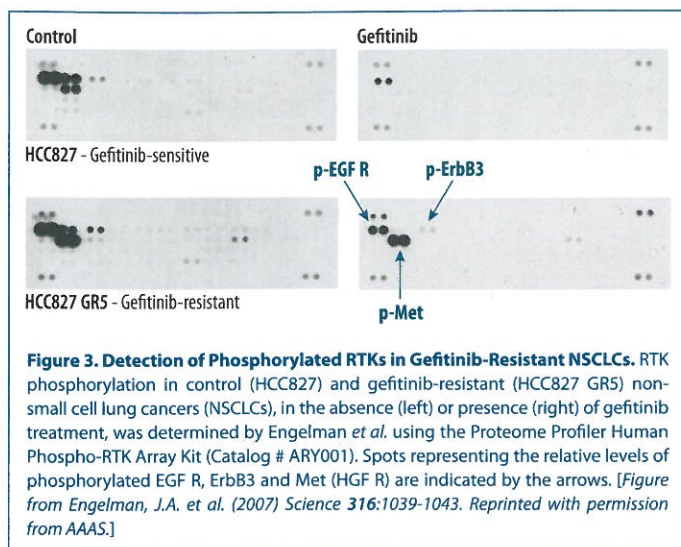 Control
Gefitinib
HCC827 - Gefitinib-sensitive
p-EGF R
p-ErbB3
HCC827 GR5 - Gefitinib-resistant
p-Met
Figure 3. Detection of Phosphorylated RTKs in Gefitinib-Resistant NSCLCs. RTK
phosphorylation in control (HCC827) and gefitinib-resistant (HCC827 GR5) non-
small cell lung cancers (NSCLCs), in the absence (left) or presence (right) of gefitinib
treatment, was determined by Engelman et al. using the Proteome Profiler Human
Phospho-RTK Array Kit (Catalog # ARY001). Spots representing the relative levels of
phosphorylated EGF R, ErbB3 and Met (HGF R) are indicated by the arrows. [Figure
from Engelman, J.A. et al. (2007) Science 316:1039-1043. Reprinted with permission
from AAAS.]